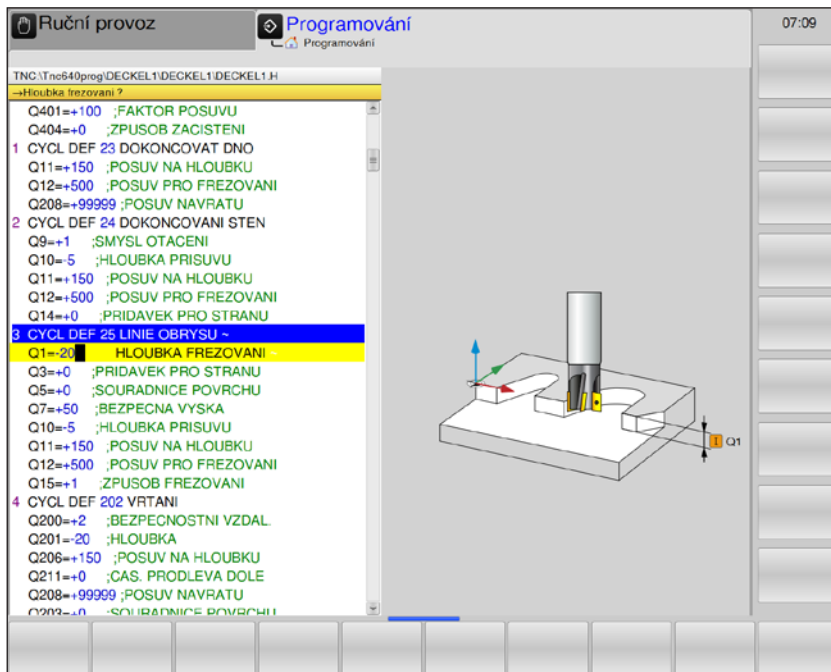 Ruční provoz
Programování
Programování
07:09
TNC:\Tnc640prog\DECKEL1\DECKEL1\DECKEL1.H
→Hloubka frezovani ?
Q401=+100 ;FAKTOR POSUVU
Q404=+0 ;ZPUSOB ZACISTENI
1 CYCL DEF 23 DOKONCOVAT DNO
Q11=+150 ;POSUV NA HLOUBKU
Q12=+500 ;POSUV PRO FREZOVANI
Q208=+99999 ;POSUV NAVRATU
2 CYCL DEF 24 DOKONCOVANI STEN
Q9=+1 ;SMYSL OTACENI
Q10=-5 ;HLOUBKA PRISUVU
Q11=+150 ;POSUV NA HLOUBKU
Q12=+500 ;POSUV PRO FREZOVANI
Q14=+0 ;PRIDAVEK PRO STRANU
3 CYCL DEF 25 LINIE OBRYSU ~
Q1=-20 HLOUBKA FREZOVANI ~
Q3=+0 ;PRIDAVEK PRO STRANU
Q5=+0 ;SOURADNICE POVRCHU
Q7=+50 ;BEZPECNA VYSKA
Q10=-5 ;HLOUBKA PRISUVU
Q11=+150 ;POSUV NA HLOUBKU
Q12=+500 ;POSUV PRO FREZOVANI
Q15=+1 ;ZPUSOB FREZOVANI
4 CYCL DEF 202 VRTANI
Q200=+2 ;BEZPECNOSTNI VZDAL.
Q201=-20 ;HLOUBKA
Q206=+150 ;POSUV NA HLOUBKU
Q211=+0 ;CAS. PRODLEVA DOLE
Q208=+99999 ;POSUV NAVRATU
Q203=+0 ;SOURADNICE POVRCHU
I Q1